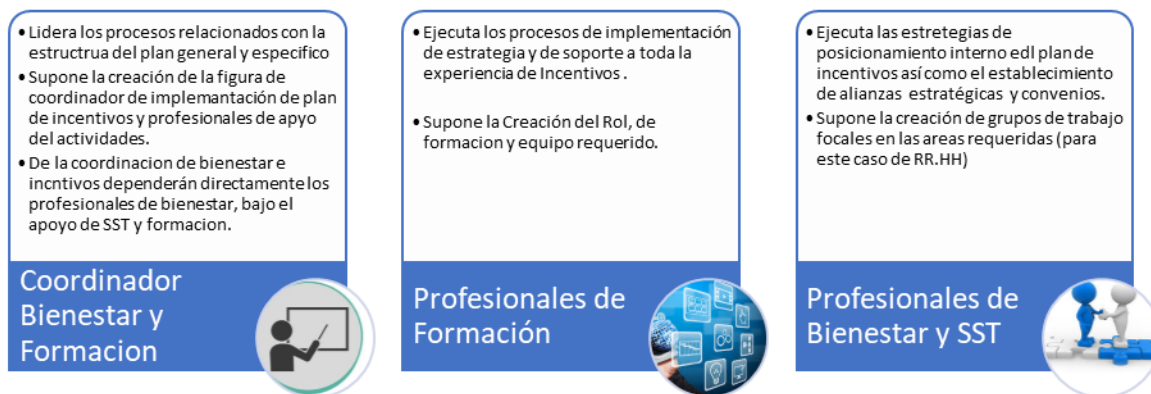 • Lidera los procesos relacionados con la
estructrua del plan general y especifico
• Supone la creación de la figura de
coordinador de implemantación de plan
de incentivos y profesionales de apyo
del actividades.
• De la coordinacion de bienestar e
incntivos dependerán directamente los
profesionales de bienestar, bajo el
apoyo de SST y formacion.
Coordinador
Bienestar y
Formacion
• Ejecuta los procesos de implementación
de estrategia y de soporte a toda la
experiencia de Incentivos .
• Supone la Creación del Rol, de
formacion y equipo requerido.
Profesionales de
Formación
• Ejecuta las estretegias de
posicionamiento interno edl plan de
incentivos así como el establecimiento
de alianzas estratégicas y convenios.
• Supone la creación de grupos de trabajo
focales en las areas requeridas (para
este caso de RR.HH)
Profesionales de
Bienestar y SST